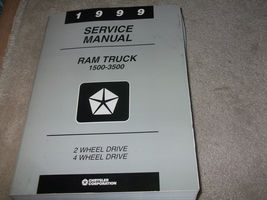 1999
SERVICE
MANUAL
RAM TRUCK
1500-3500
2 WHEEL DRIVE
4 WHEEL DRIVE
CHRYSLER
CORPORATION